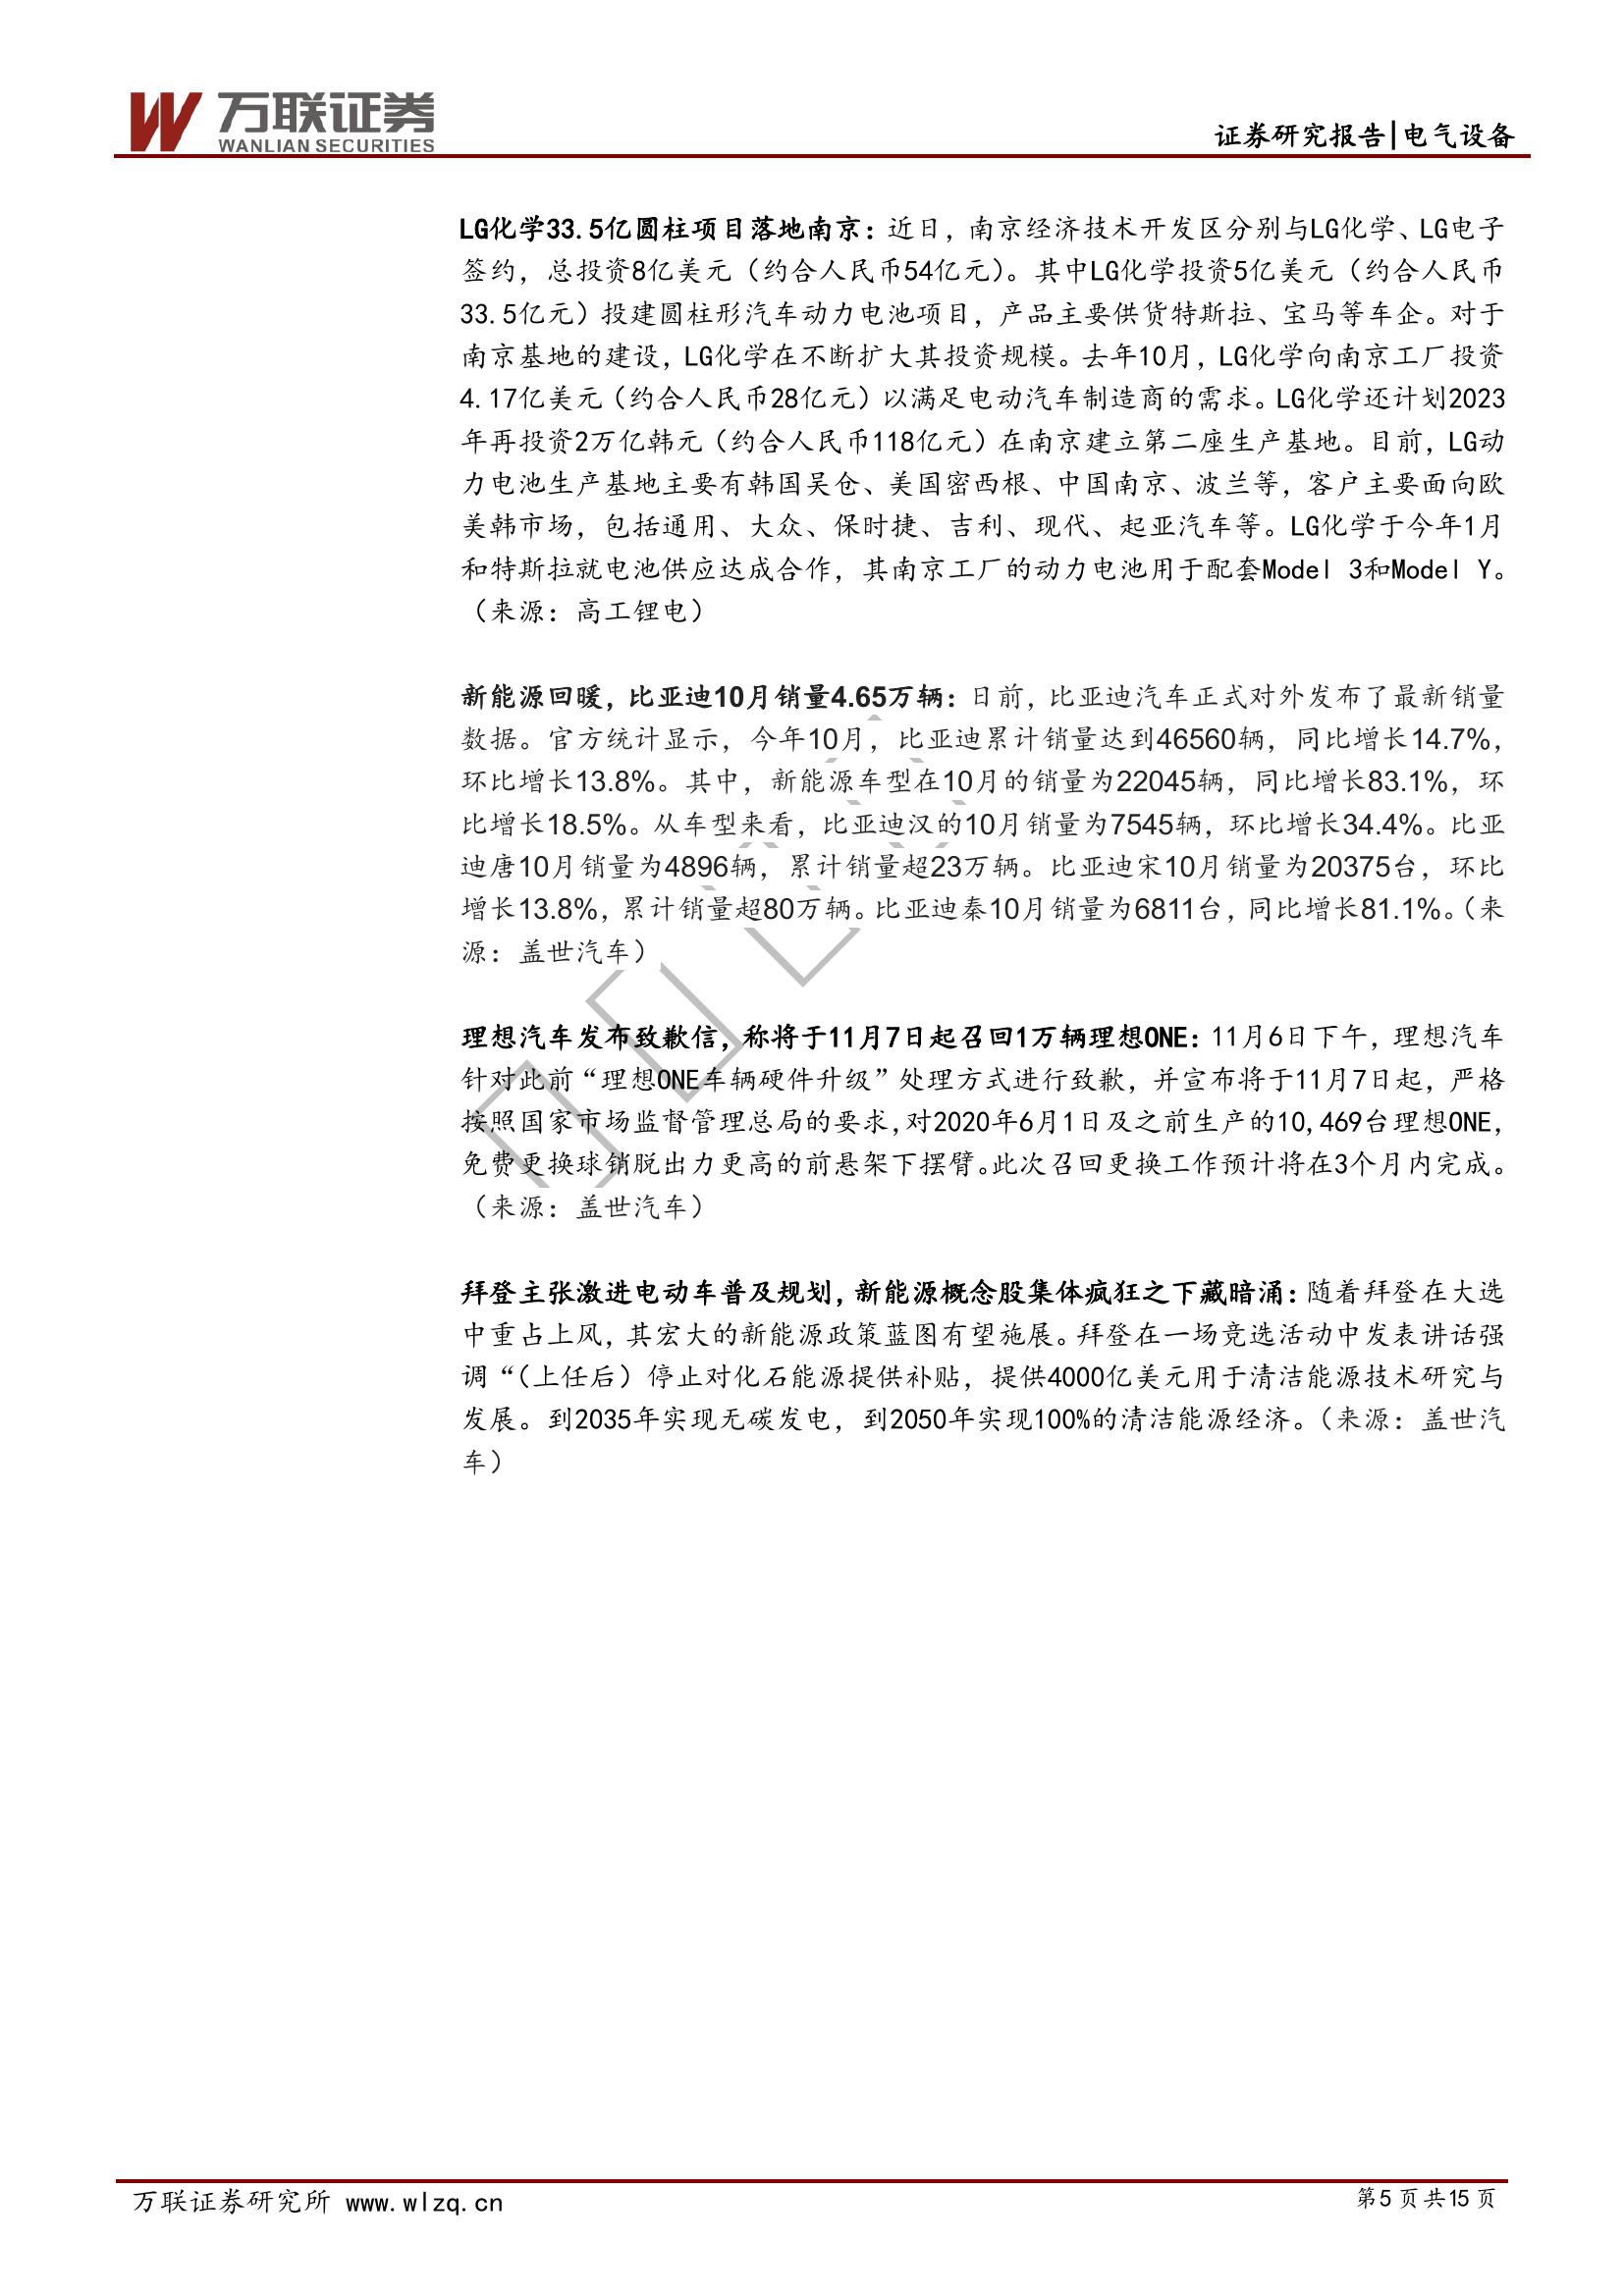 万联证券
WANLIAN SECURITIES
证券研究报告|电气设备
LG化学33.5亿圆柱项目落地南京：近日，南京经济技术开发区分别与LG化学、LG电子
签约，总投资8亿美元（约合人民币54亿元）。其中LG化学投资5亿美元（约合人民币
33.5亿元）投建圆柱形汽车动力电池项目，产品主要供货特斯拉、宝马等车企。对于
南京基地的建设，LG化学在不断扩大其投资规模。去年10月，LG化学向南京工厂投资
4.17亿美元（约合人民币28亿元）以满足电动汽车制造商的需求。LG化学还计划2023
年再投资2万亿韩元（约合人民币118亿元）在南京建立第二座生产基地。目前，LG动
力电池生产基地主要有韩国吴仓、美国密西根、中国南京、波兰等，客户主要面向欧
美韩市场，包括通用、大众、保时捷、吉利、现代、起亚汽车等。LG化学于今年1月
和特斯拉就电池供应达成合作，其南京工厂的动力电池用于配套Model 3和Model Y。
（来源：高工锂电）
新能源回暖，比亚迪10月销量4.65万辆：日前，比亚迪汽车正式对外发布了最新销量
数据。官方统计显示，今年10月，比亚迪累计销量达到46560辆，同比增长14.7%，
环比增长13.8%。其中，新能源车型在10月的销量为22045辆，同比增长83.1%，环
比增长18.5%。从车型来看，比亚迪汉的10月销量为7545辆，环比增长34.4%。比亚
迪唐10月销量为4896辆，累计销量超23万辆。比亚迪宋10月销量为20375台，环比
增长13.8%，累计销量超80万辆。比亚迪秦10月销量为6811台，同比增长81.1%。（来
源：盖世汽车）
理想汽车发布致歉信，称将于11月7日起召回1万辆理想ONE：11月6日下午，理想汽车
针对此前“理想ONE车辆硬件升级”处理方式进行致歉，并宣布将于11月7日起，严格
按照国家市场监督管理总局的要求，对2020年6月1日及之前生产的10,469台理想ONE，
免费更换球销脱出力更高的前悬架下摆臂。此次召回更换工作预计将在3个月内完成。
（来源：盖世汽车）
拜登主张激进电动车普及规划，新能源概念股集体疯狂之下藏暗涌：随着拜登在大选
中重占上风，其宏大的新能源政策蓝图有望施展。拜登在一场竞选活动中发表讲话强
调“（上任后）停止对化石能源提供补贴，提供4000亿美元用于清洁能源技术研究与
发展。到2035年实现无碳发电，到2050年实现100%的清洁能源经济。（来源：盖世汽
车）
万联证券研究所 www.wlzq.cn
第5页共15页